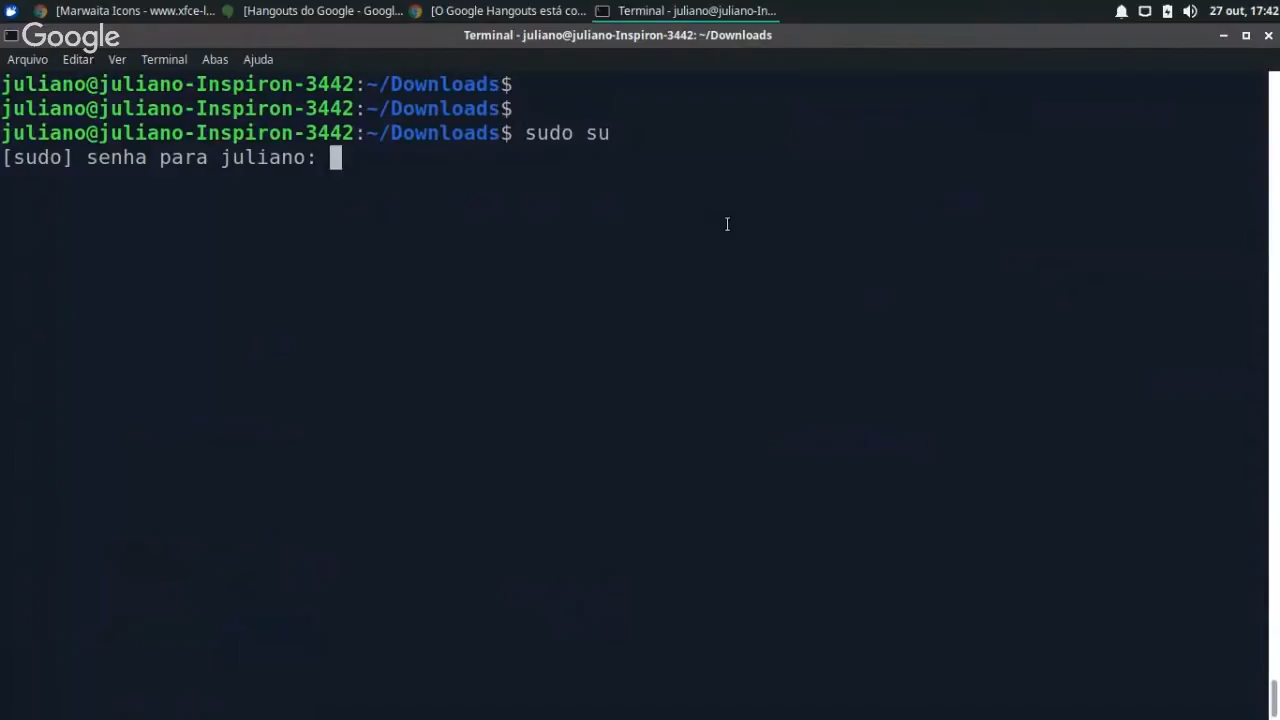 [Marwaita Icons - www.xfce-l... [Hangouts do Google - Googl... [O Google Hangouts está co... Terminal - juliano@juliano-In... 27 out, 17:42
Google
Terminal - juliano@juliano-Inspiron-3442: ~/Downloads
Arquivo Editar Ver Terminal Abas Ajuda
juliano@juliano-Inspiron-3442:~/Downloads$
juliano@juliano-Inspiron-3442:~/Downloads$
juliano@juliano-Inspiron-3442:~/Downloads$ sudo su
[sudo] senha para juliano: